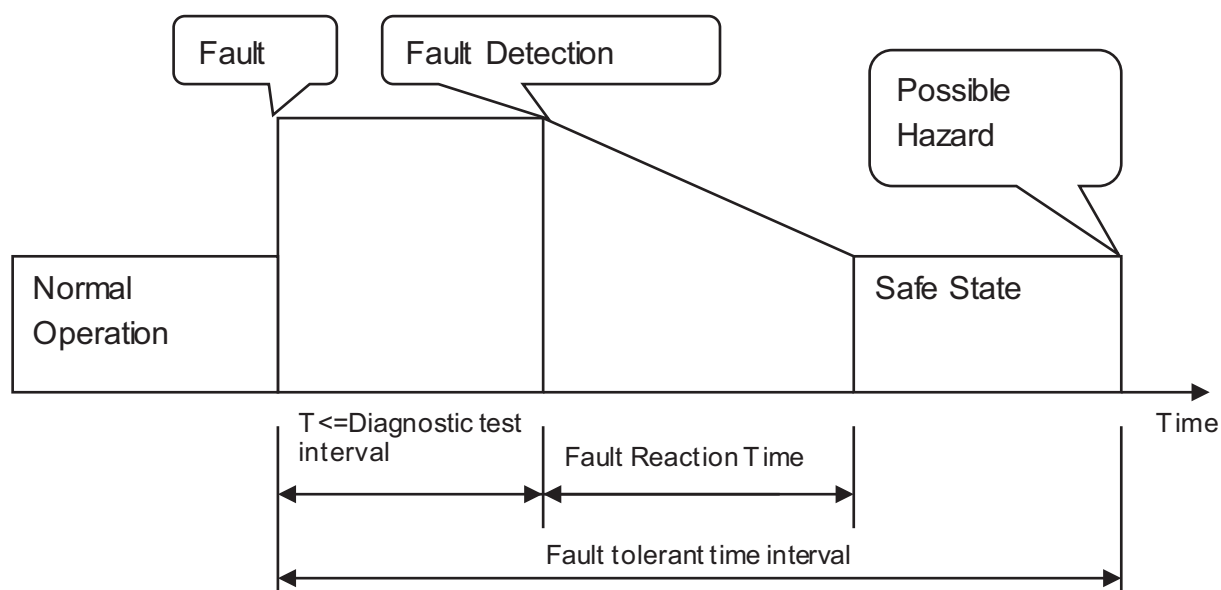 Fault
Fault Detection
Possible
Hazard
Normal
Operation
Safe State
T<=Diagnostic test
interval
Time
Fault Reaction Time
Fault tolerant time interval